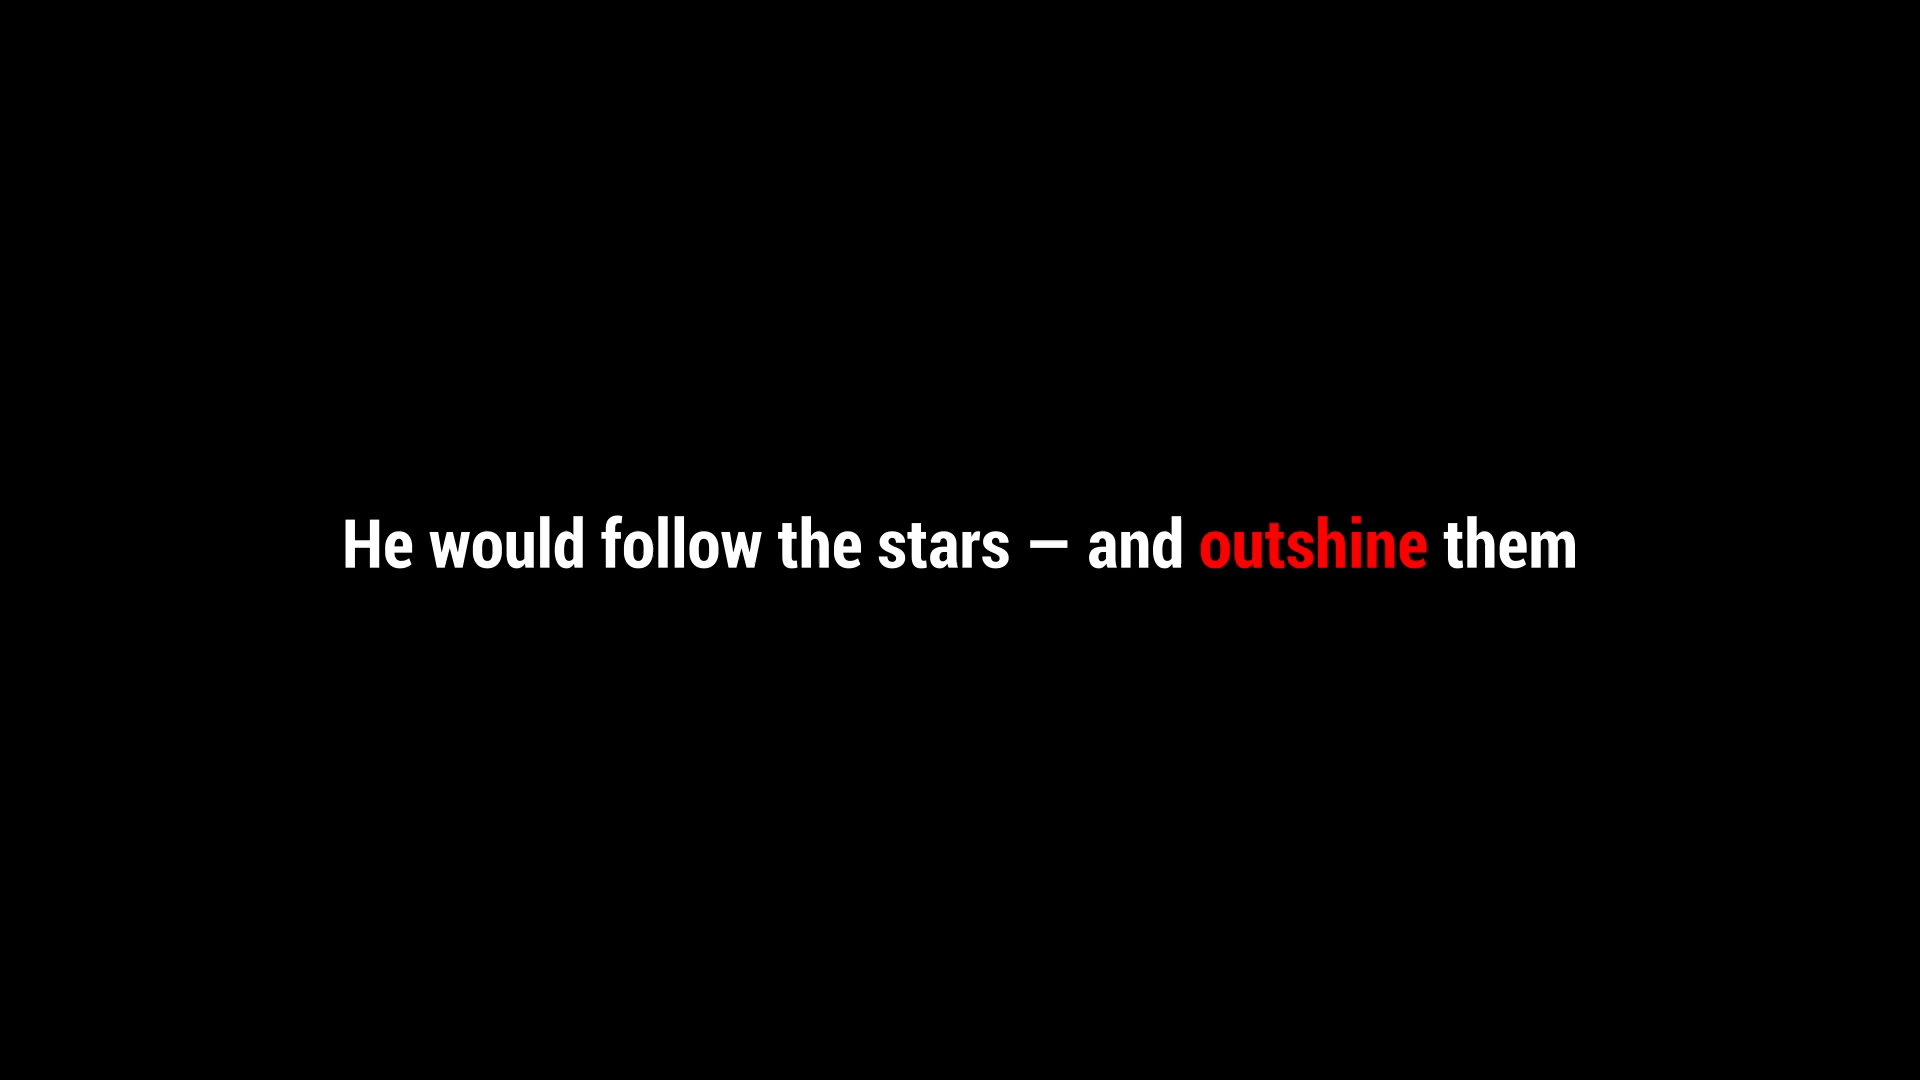 He would follow the stars — and outshine them